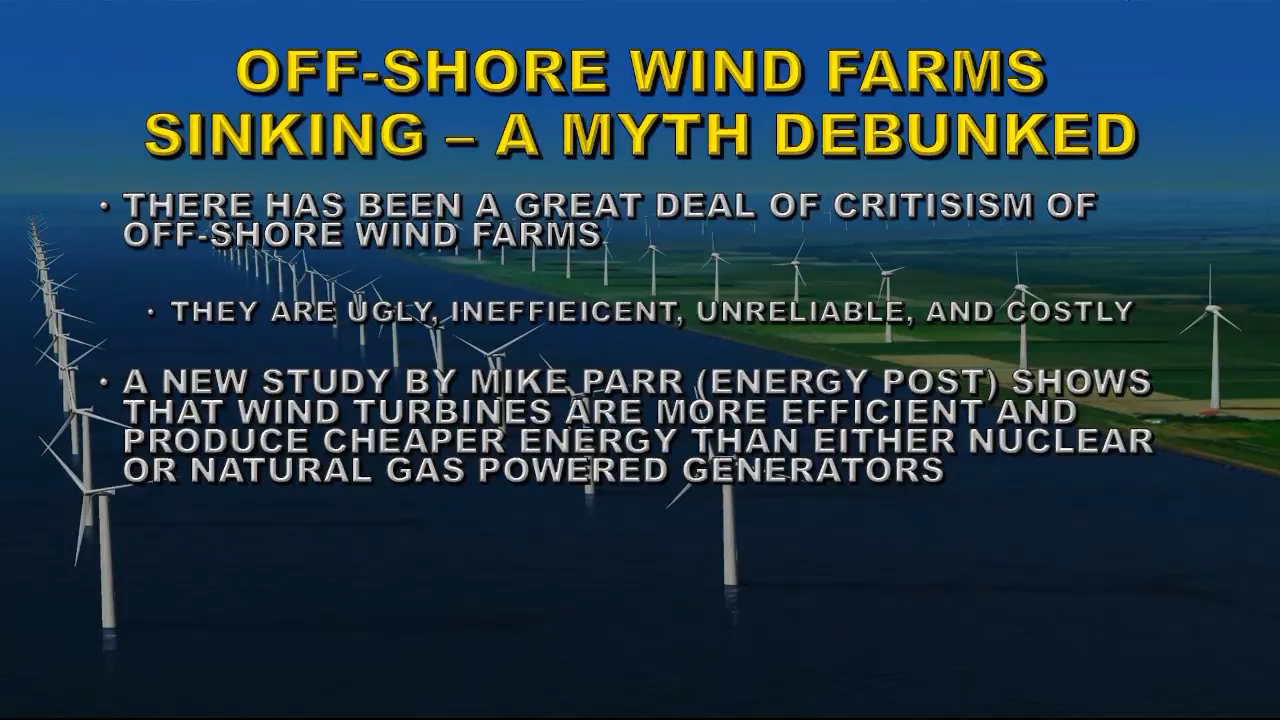 OFF-SHORE WIND FARMS
SINKING – A MYTH DEBUNKED
• THERE HAS BEEN A GREAT DEAL OF CRITISISM OF
OFF-SHORE WIND FARMS
• THEY ARE UGLY, INEFFIEICENT, UNRELIABLE, AND COSTLY
• A NEW STUDY BY MIKE PARR (ENERGY POST) SHOWS
THAT WIND TURBINES ARE MORE EFFICIENT AND
PRODUCE CHEAPER ENERGY THAN EITHER NUCLEAR
OR NATURAL GAS POWERED GENERATORS